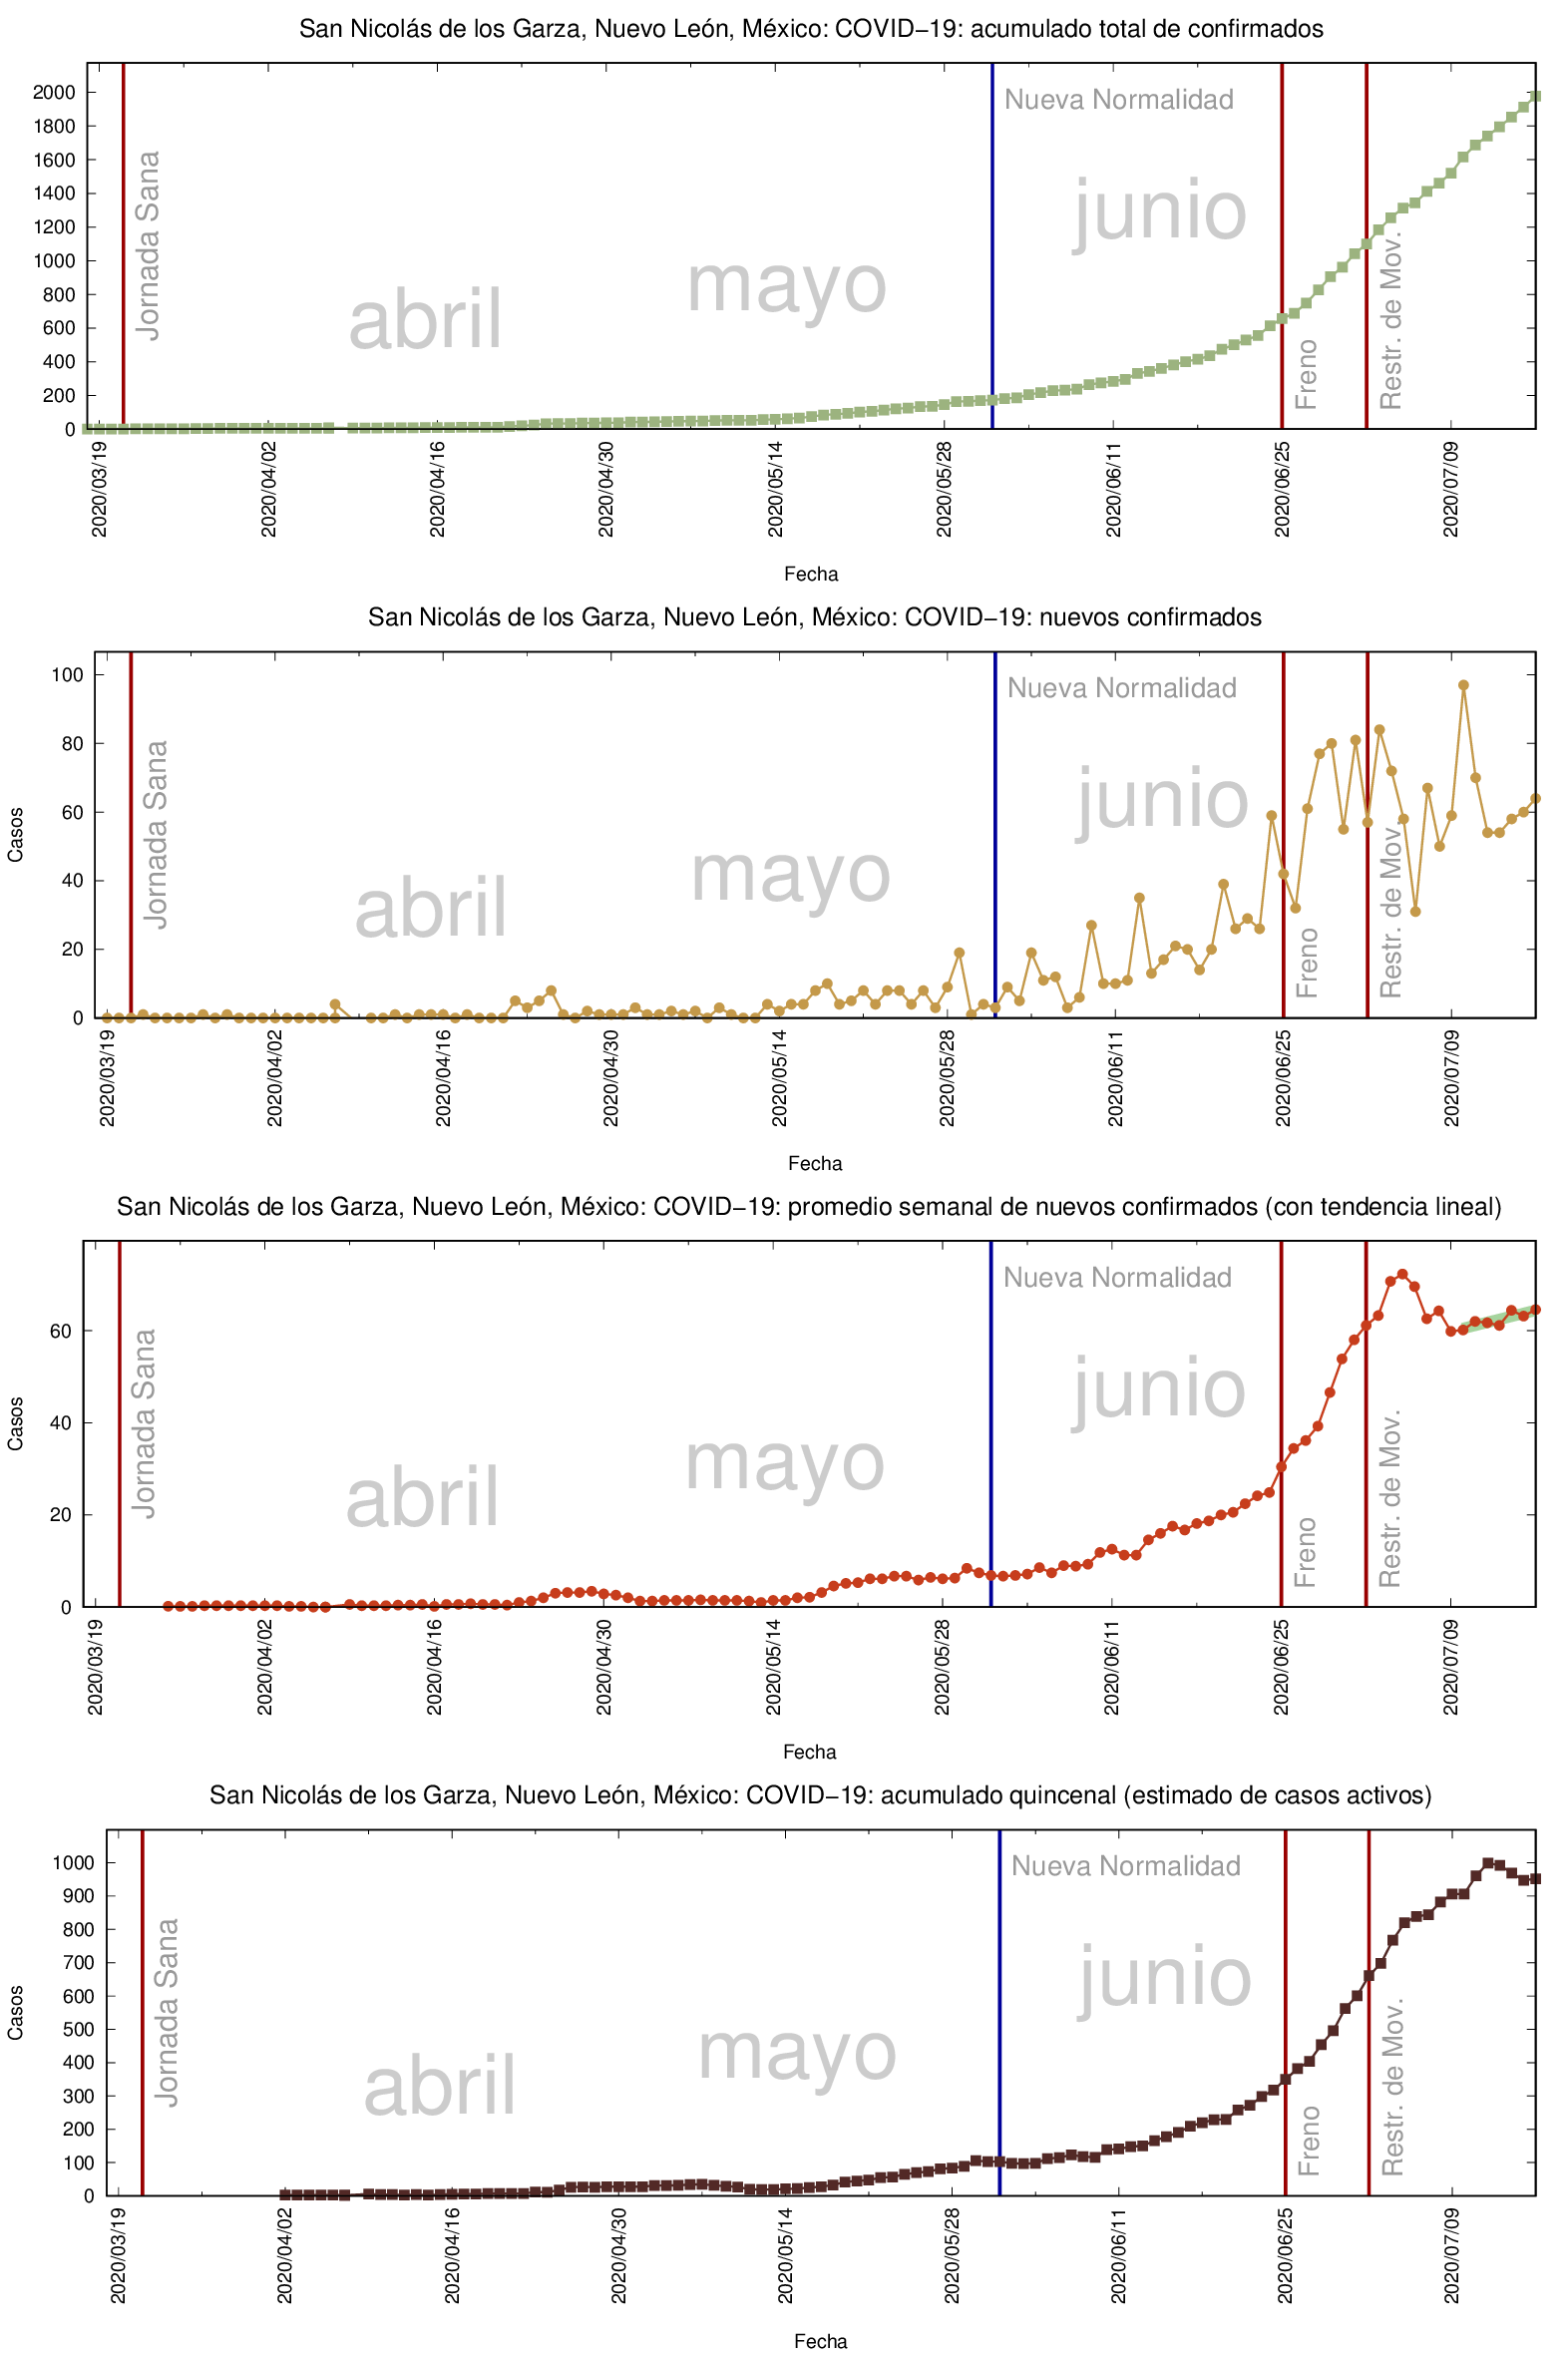 San Nicolás de los Garza, Nuevo León, México: COVID−19: acumulado total de confirmados
2000
1800
1600
1400
1200
1000
800
600
400
200
0
Jornada Sana
abril
mayo
Nueva Normalidad
junio
Freno
Restr. de Mov.
2020/03/19
2020/04/02
2020/04/16
2020/04/30
2020/05/14
2020/05/28
2020/06/11
2020/06/25
2020/07/09
Fecha
San Nicolás de los Garza, Nuevo León, México: COVID−19: nuevos confirmados
Casos
100
80
60
40
20
0
Jornada Sana
abril
mayo
Nueva Normalidad
junio
Freno
Restr. de Mov.
2020/03/19
2020/04/02
2020/04/16
2020/04/30
2020/05/14
2020/05/28
2020/06/11
2020/06/25
2020/07/09
Fecha
San Nicolás de los Garza, Nuevo León, México: COVID−19: promedio semanal de nuevos confirmados (con tendencia lineal)
Casos
60
40
20
0
Jornada Sana
abril
mayo
Nueva Normalidad
junio
Freno
Restr. de Mov.
2020/03/19
2020/04/02
2020/04/16
2020/04/30
2020/05/14
2020/05/28
2020/06/11
2020/06/25
2020/07/09
Fecha
San Nicolás de los Garza, Nuevo León, México: COVID−19: acumulado quincenal (estimado de casos activos)
Casos
1000
900
800
700
600
500
400
300
200
100
0
Jornada Sana
abril
mayo
Nueva Normalidad
junio
Freno
Restr. de Mov.
2020/03/19
2020/04/02
2020/04/16
2020/04/30
2020/05/14
2020/05/28
2020/06/11
2020/06/25
2020/07/09
Fecha